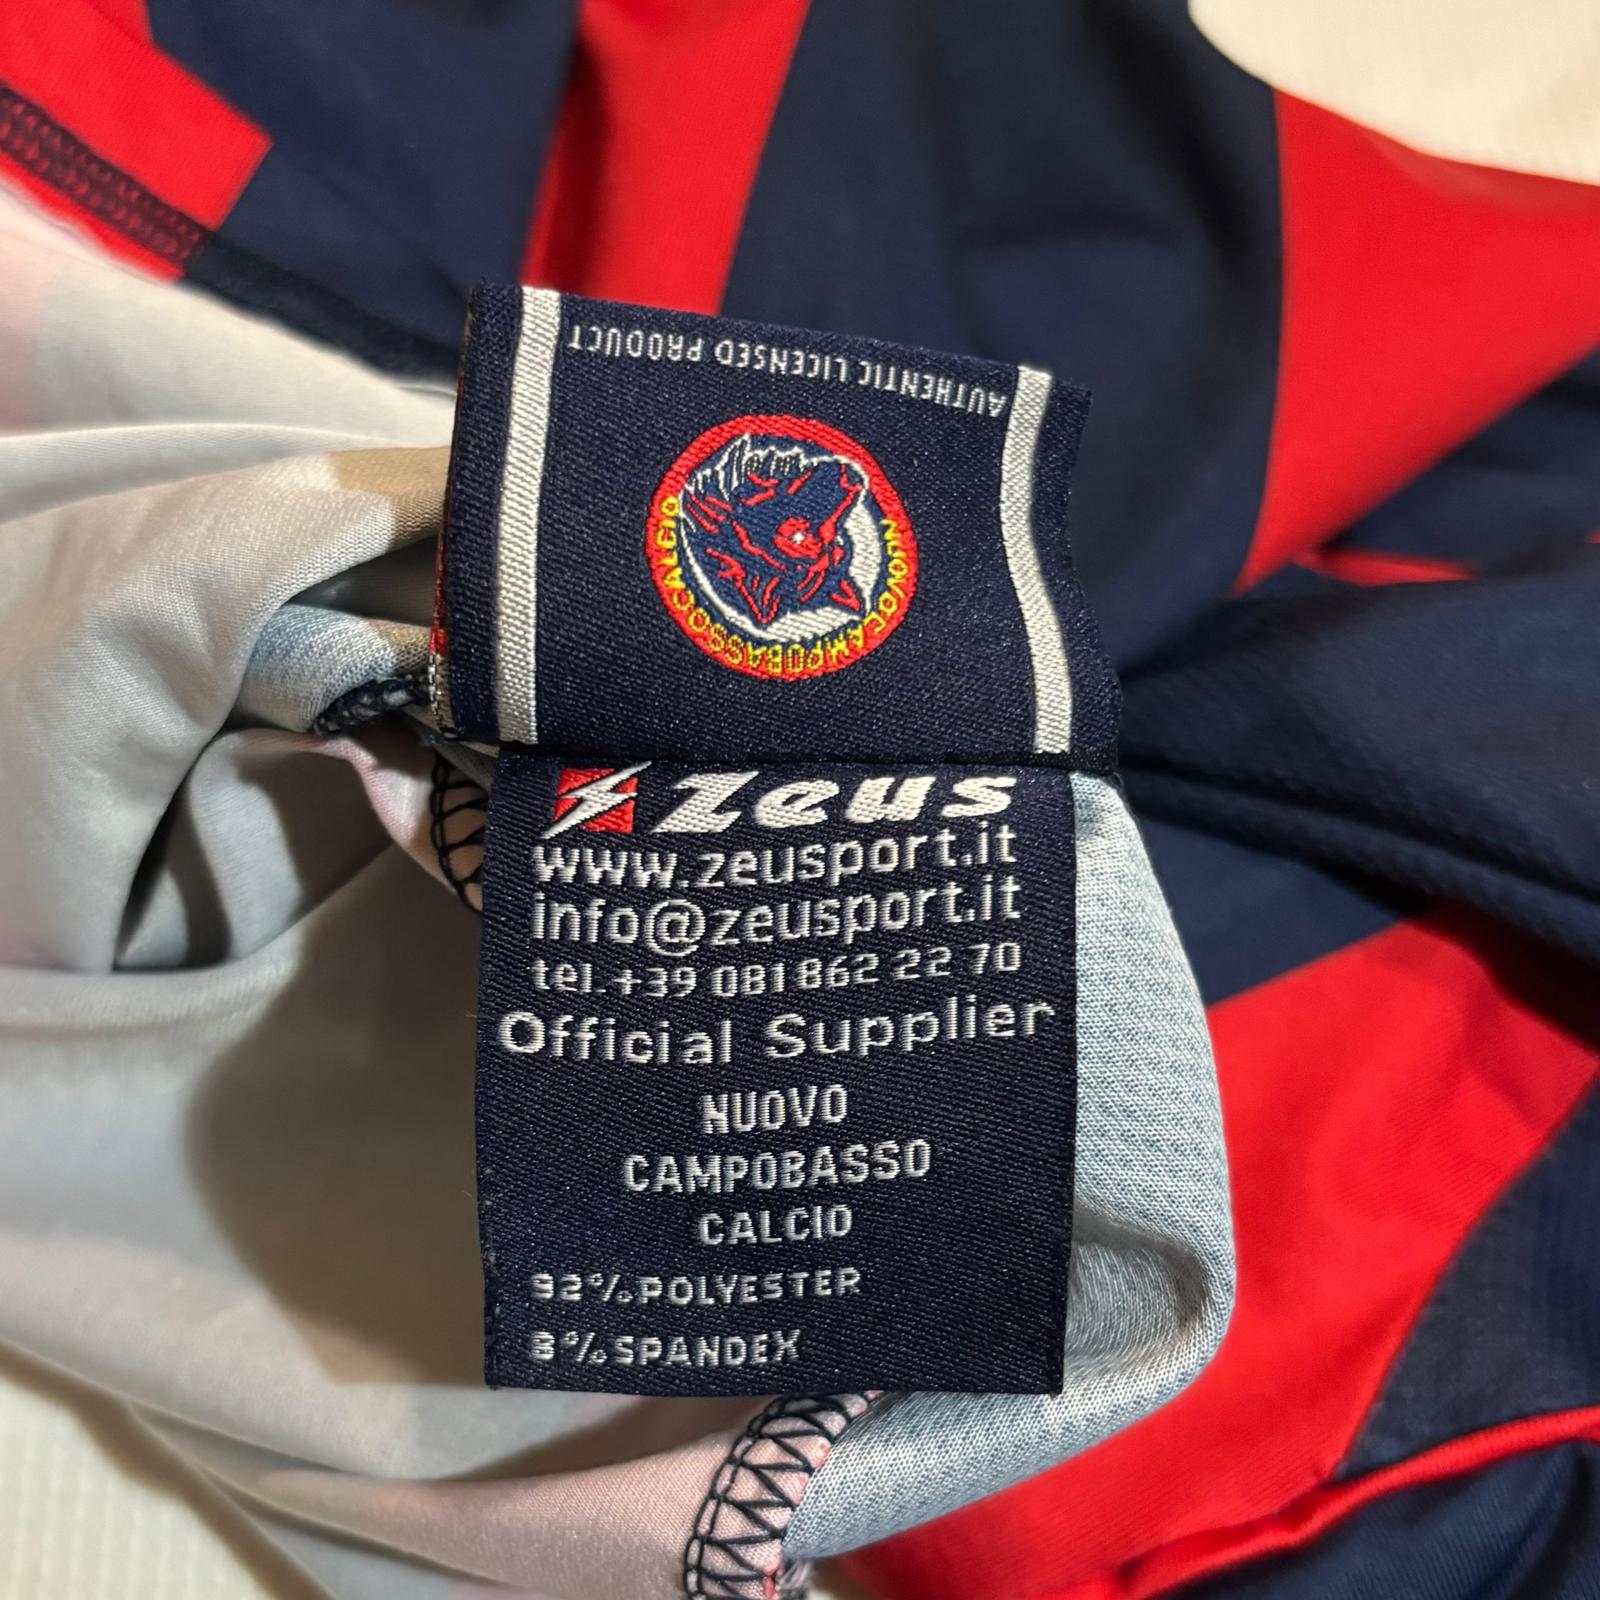 AUTHENTIC LICENSED PRODUCT
NUOVO CAMPOBASSO CALCIO
Zeus
www.zeusport.it
info@zeusport.it
tel.+39 081 862 22 70
Official Supplier
NUOVO
CAMPOBASSO
CALCIO
92%POLYESTER
8%SPANDEX